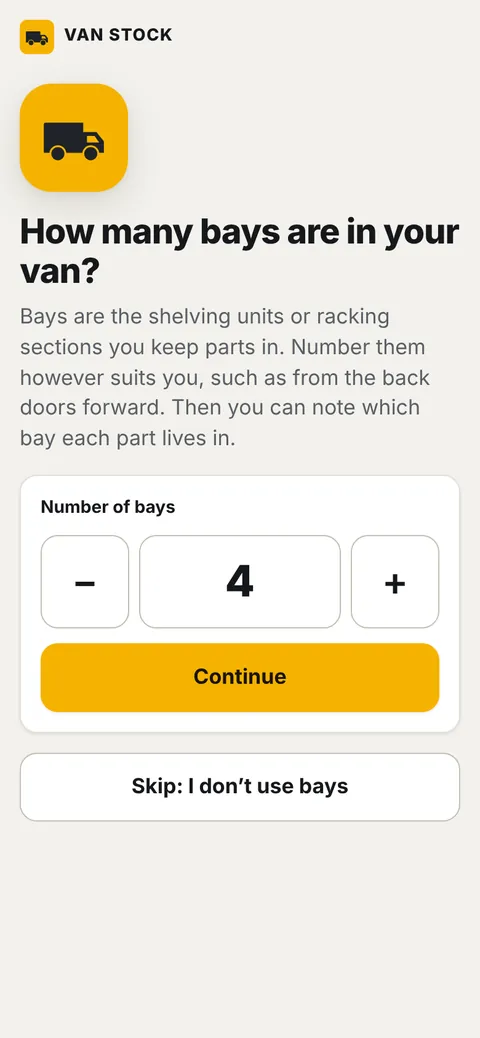 VAN STOCK
How many bays are in your
van?
Bays are the shelving units or racking
sections you keep parts in. Number them
however suits you, such as from the back
doors forward. Then you can note which
bay each part lives in.
Number of bays
− 4 +
Continue
Skip: I don’t use bays